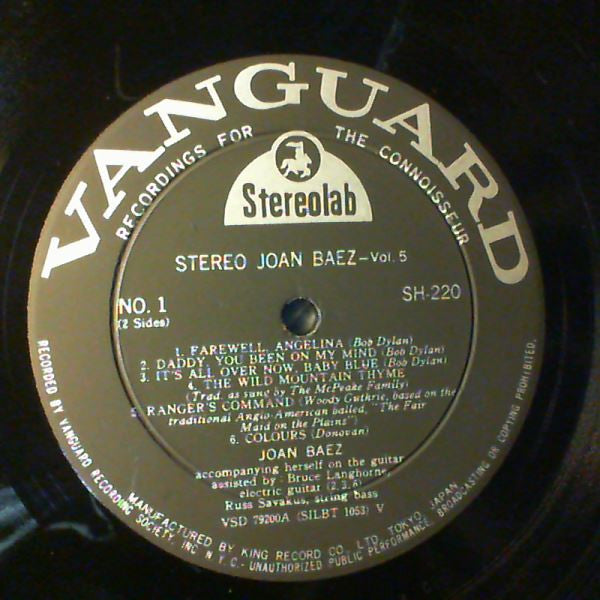 VANGUARD
RECORDINGS FOR THE CONNOISSEUR
Stereolab
STEREO JOAN BAEZ-Vol. 5
SH-220
NO. 1
(2 Sides)
1. FAREWELL, ANGELINA (Bob Dylan)
2. DADDY, YOU BEEN ON MY MIND (Bob Dylan)
3. IT'S ALL OVER NOW, BABY BLUE (Bob Dylan)
4. THE WILD MOUNTAIN THYME
(Trad. as sung by The McPeake Family)
5. RANGER'S COMMAND (Woody Guthrie, based on the
traditional Anglo-American ballad, "The Fair
Maid on the Plains")
6. COLOURS (Donovan)
JOAN BAEZ
accompanying herself on the guitar
assisted by: Bruce Langhorne,
electric guitar (2,3,6)
Russ Savakus, string bass
VSD 79200A (SILBT 1053) V
MANUFACTURED BY KING RECORD CO., LTD. TOKYO, JAPAN
RECORDED BY VANGUARD RECORDING SOCIETY, INC. N.Y.C.-UNAUTHORIZED PUBLIC PERFORMANCE, BROADCASTING OR COPYING PROHIBITED.